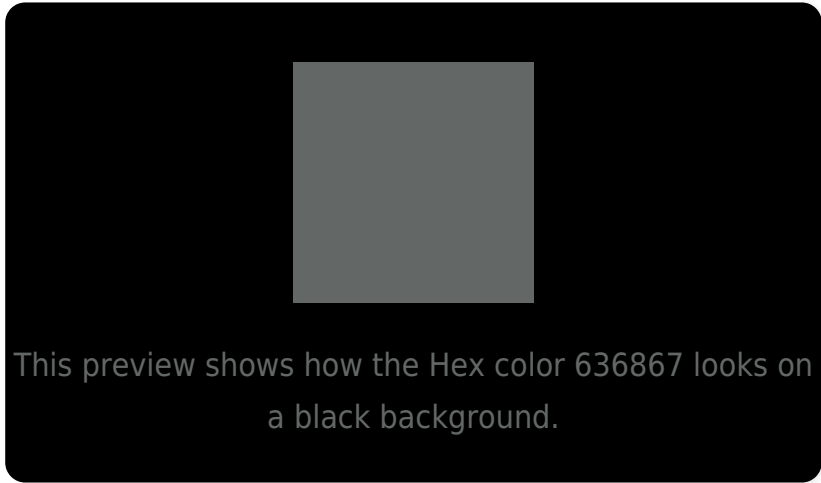 This preview shows how the Hex color 636867 looks on
a black background.